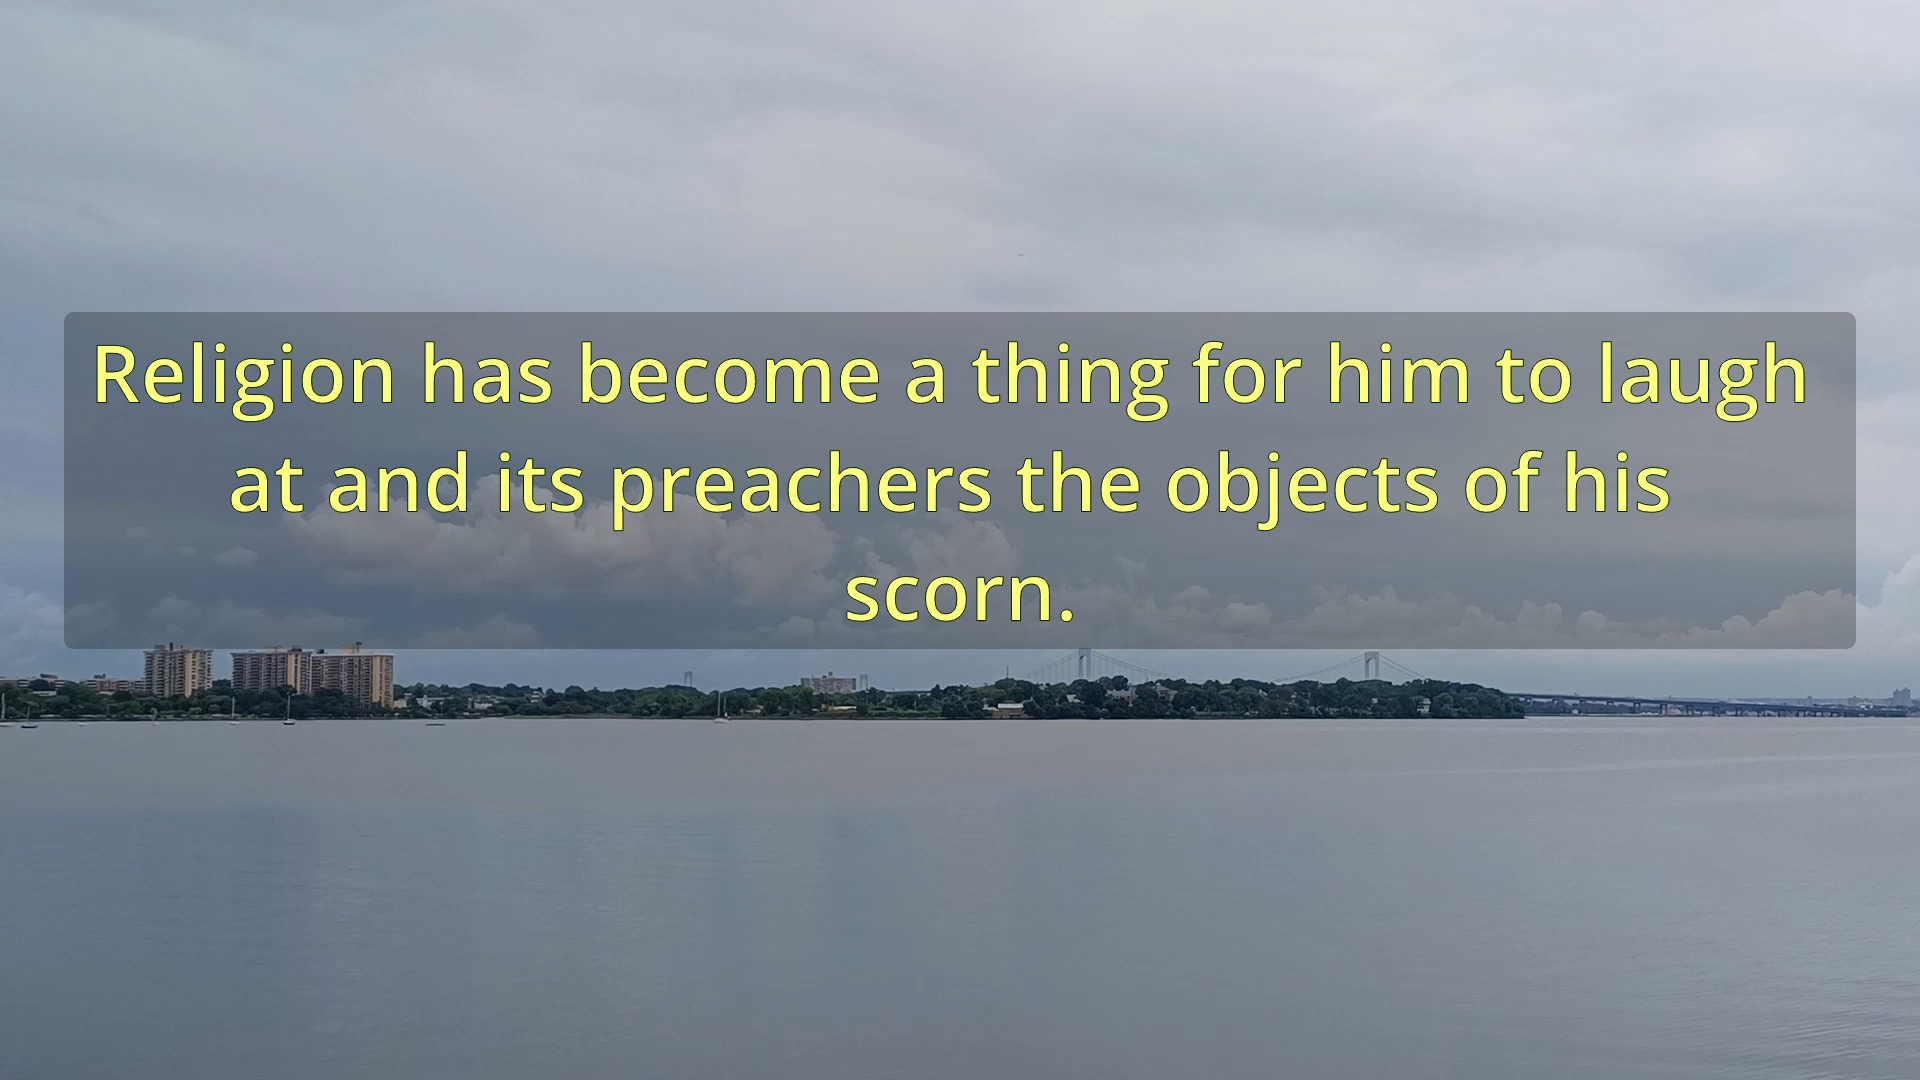 Religion has become a thing for him to laugh
at and its preachers the objects of his
scorn.